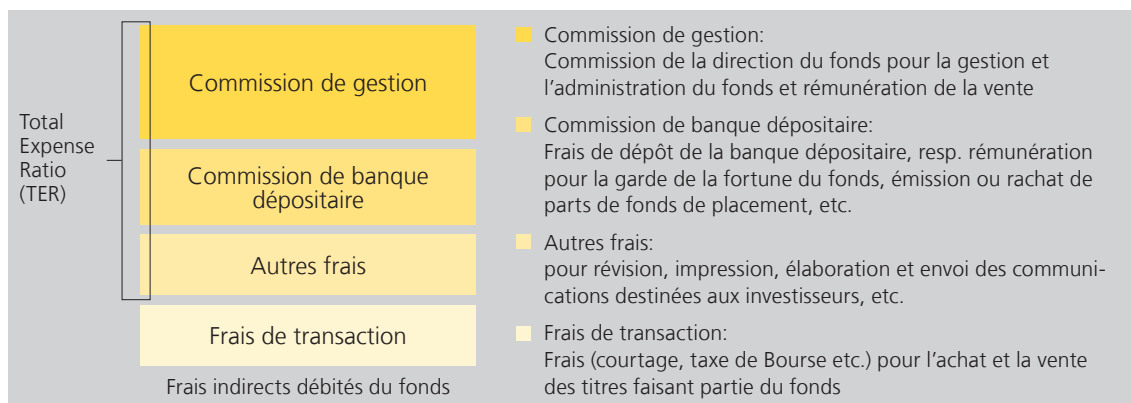 Total
Expense
Ratio
(TER)
Commission de gestion
Commission de banque
dépositaire
Autres frais
Frais de transaction
Frais indirects débités du fonds
Commission de gestion:
Commission de la direction du fonds pour la gestion et
l'administration du fonds et rémunération de la vente
Commission de banque dépositaire:
Frais de dépôt de la banque dépositaire, resp. rémunération
pour la garde de la fortune du fonds, émission ou rachat de
parts de fonds de placement, etc.
Autres frais:
pour révision, impression, élaboration et envoi des communi-
cations destinées aux investisseurs, etc.
Frais de transaction:
Frais (courtage, taxe de Bourse etc.) pour l'achat et la vente
des titres faisant partie du fonds